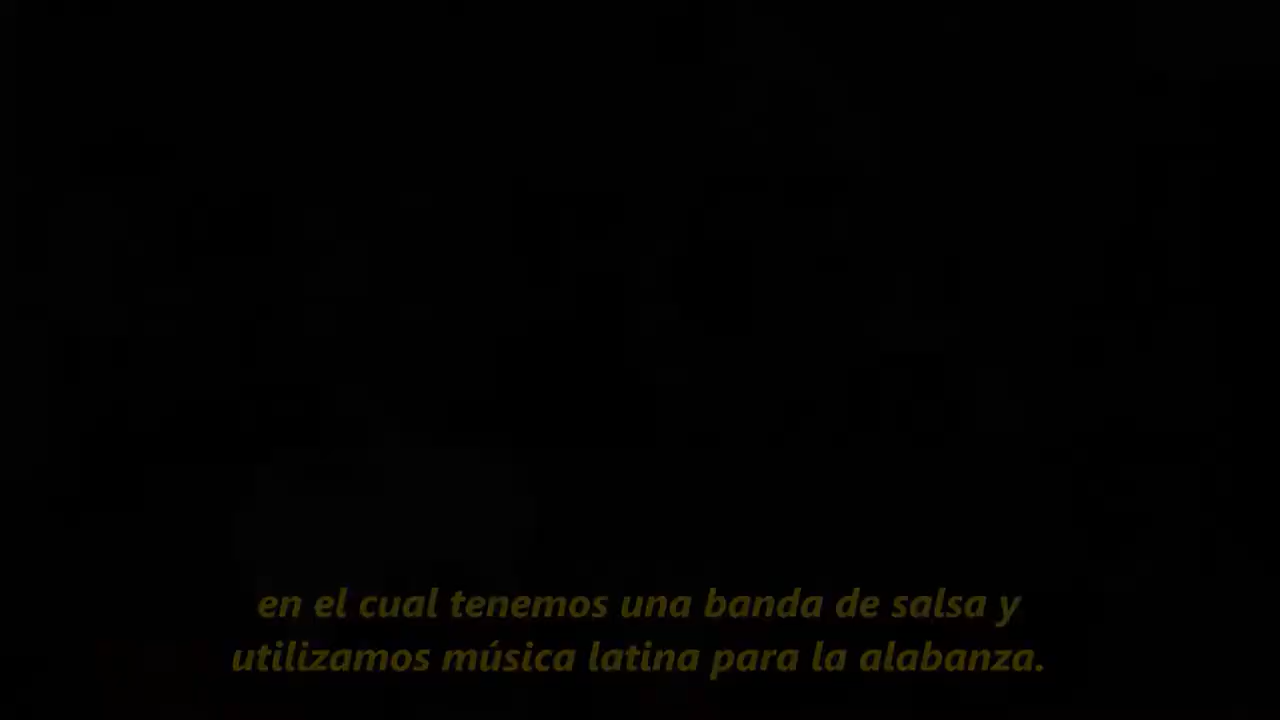 en el cual tenemos una banda de salsa y
utilizamos música latina para la alabanza.